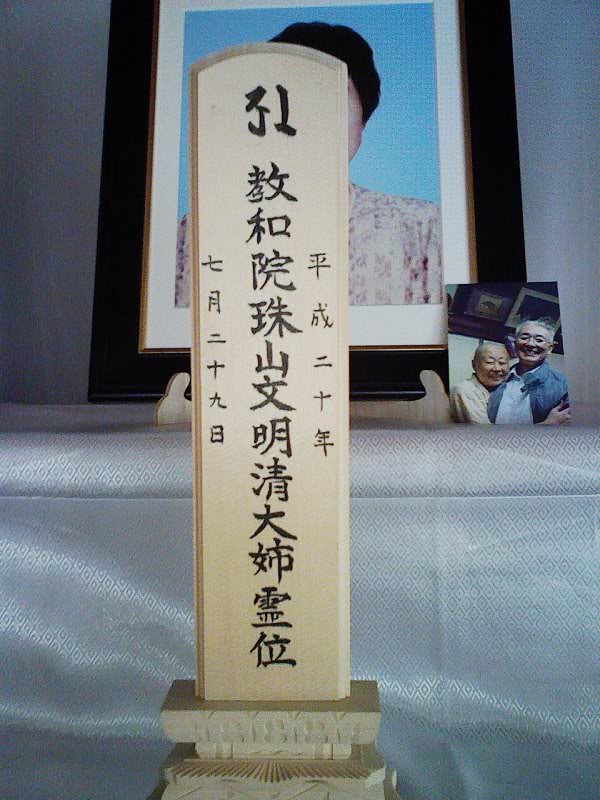 平成二十年
𑖀教和院珠山文明清大姉霊位
七月二十九日